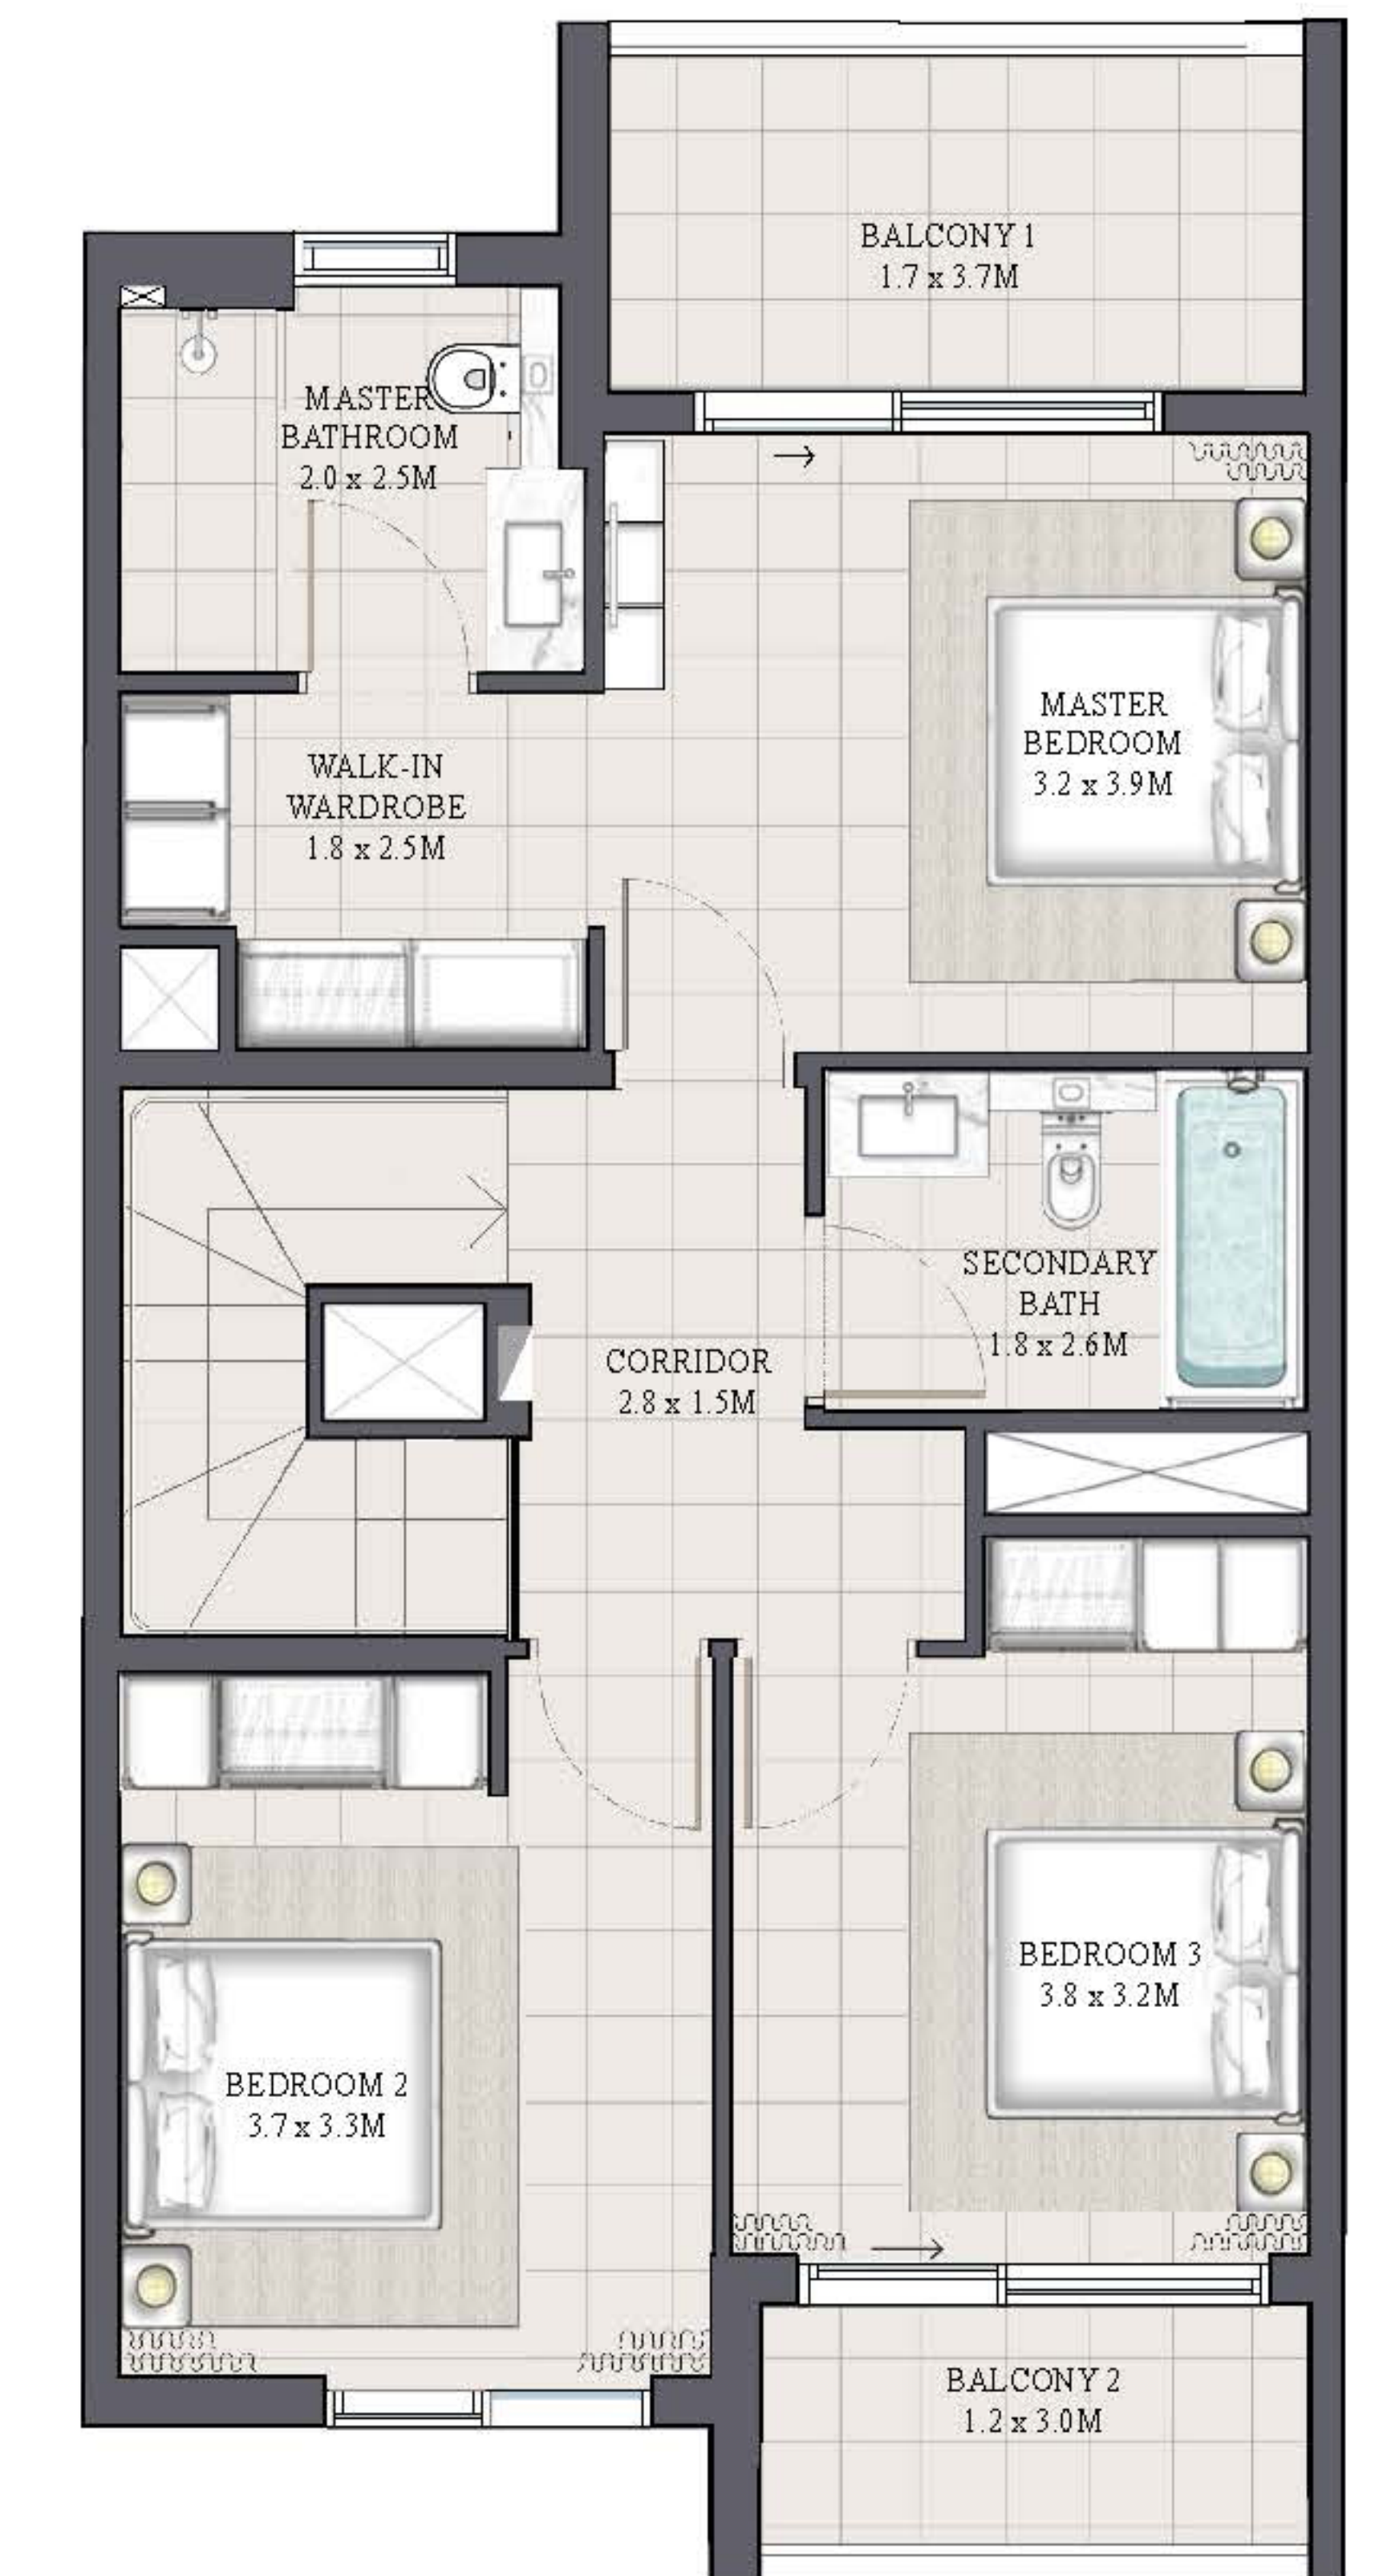 BALCONY 1
1.7 x 3.7M
MASTER
BATHROOM
2.0 x 2.5M
MASTER
BEDROOM
3.2 x 3.9M
WALK-IN
WARDROBE
1.8 x 2.5M
SECONDARY
BATH
1.8 x 2.6M
CORRIDOR
2.8 x 1.5M
BEDROOM 3
3.8 x 3.2M
BEDROOM 2
3.7 x 3.3M
BALCONY 2
1.2 x 3.0M